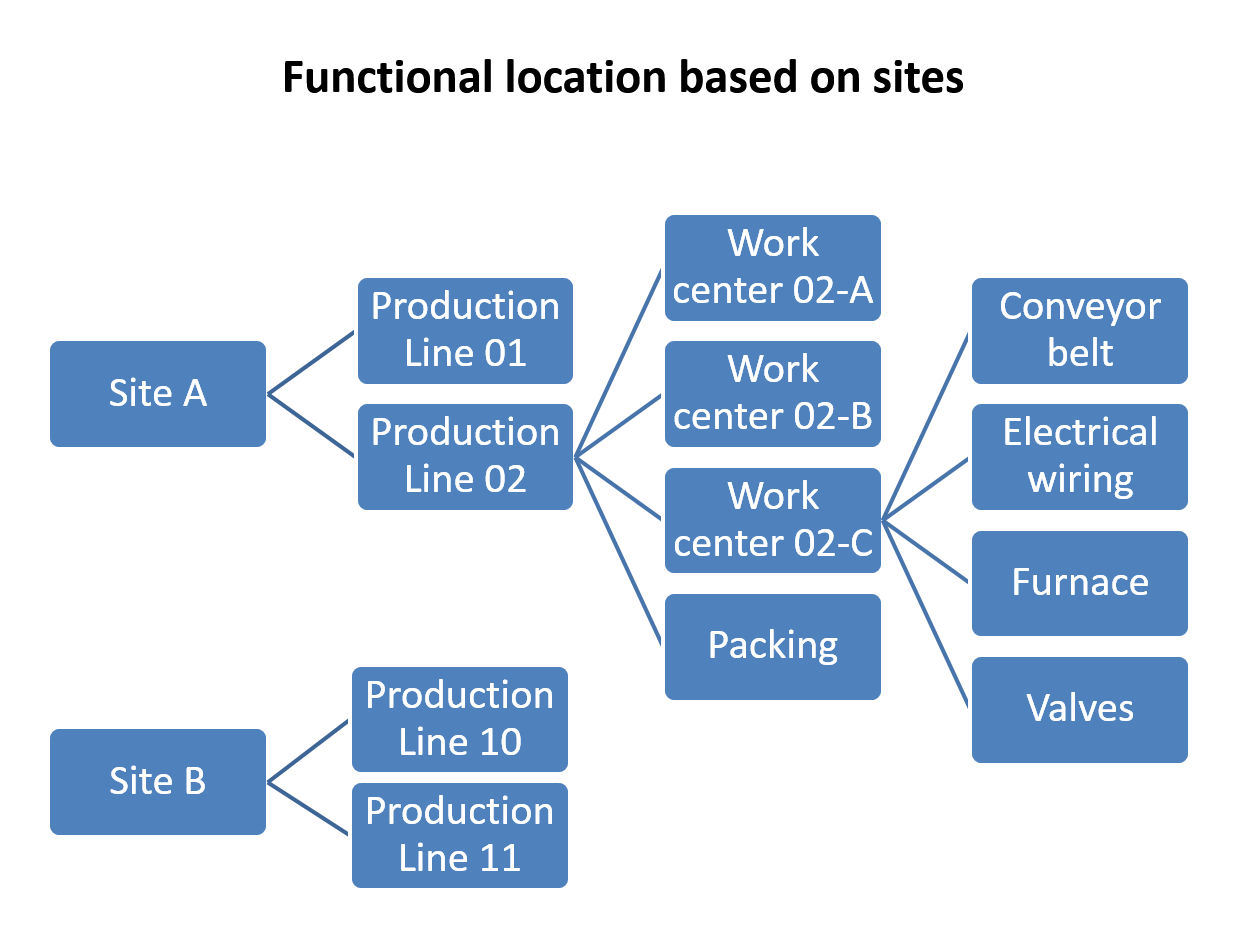 Functional location based on sites
Site A
Production
Line 01
Production
Line 02
Work
center 02-A
Work
center 02-B
Work
center 02-C
Packing
Conveyor
belt
Electrical
wiring
Furnace
Valves
Site B
Production
Line 10
Production
Line 11